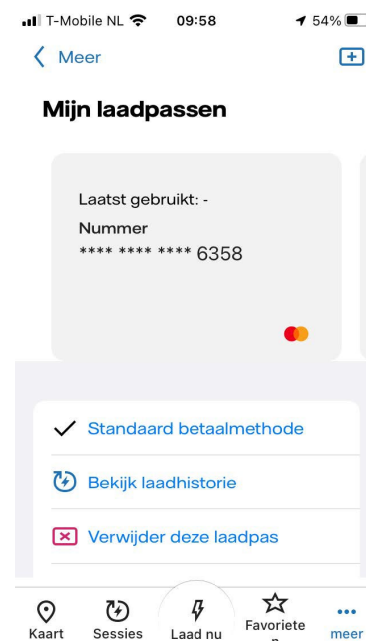 T-Mobile NL 09:58 54%
Meer
Mijn laadpassen
Laatst gebruikt: -
Nummer
**** **** **** 6358
Standaard betaalmethode
Bekijk laadhistorie
Verwijder deze laadpas
Kaart Sessies Laad nu Favoriete meer
n